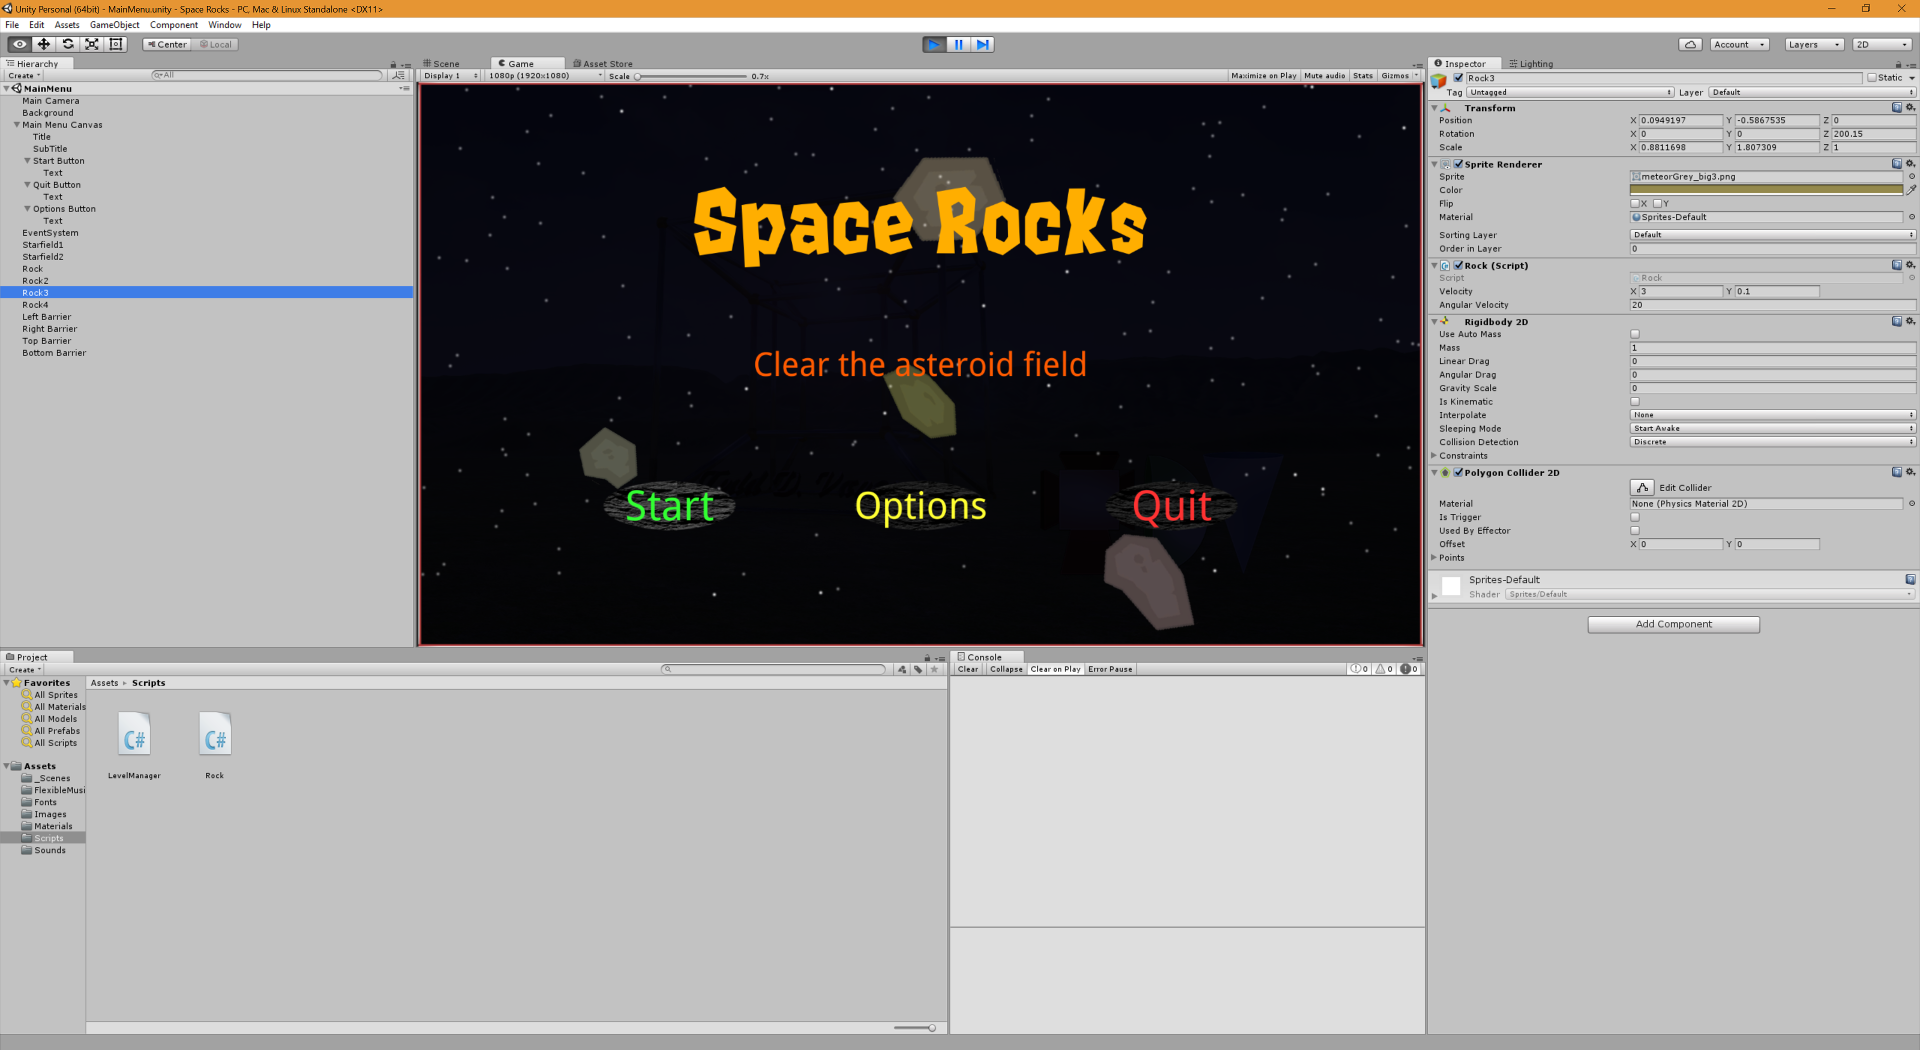 Unity Personal (64bit) - MainMenu.unity - Space Rocks - PC, Mac & Linux Standalone <DX11>
File Edit Assets GameObject Component Window Help
Center Local
Account Layers 2D
Hierarchy
Create All
MainMenu
Main Camera
Background
Main Menu Canvas
Title
SubTitle
Start Button
Text
Quit Button
Text
Options Button
Text
EventSystem
Starfield1
Starfield2
Rock
Rock2
Rock3
Rock4
Left Barrier
Right Barrier
Top Barrier
Bottom Barrier
Scene Game Asset Store
Display 1 1080p (1920x1080) Scale 0.7x Maximize on Play Mute audio Stats Gizmos
Space Rocks
Clear the asteroid field
Start Options Quit
Inspector Lighting
Rock3 Static
Tag Untagged Layer Default
Transform
Position X 0.0949197 Y -0.5867535 Z 0
Rotation X 0 Y 0 Z 200.15
Scale X 0.8811698 Y 1.807309 Z 1
Sprite Renderer
Sprite meteorGrey_big3.png
Color
Flip X Y
Material Sprites-Default
Sorting Layer Default
Order in Layer 0
Rock (Script)
Script Rock
Velocity X 3 Y 0.1
Angular Velocity 20
Rigidbody 2D
Use Auto Mass
Mass 1
Linear Drag 0
Angular Drag 0
Gravity Scale 0
Is Kinematic
Interpolate None
Sleeping Mode Start Awake
Collision Detection Discrete
Constraints
Polygon Collider 2D
Edit Collider
Material None (Physics Material 2D)
Is Trigger
Used By Effector
Offset X 0 Y 0
Points
Sprites-Default
Shader Sprites/Default
Add Component
Project
Create
Favorites
All Sprites
All Materials
All Models
All Prefabs
All Scripts
Assets
_Scenes
FlexibleMusi
Fonts
Images
Materials
Scripts
Sounds
Assets Scripts
C# C#
LevelManager Rock
Console
Clear Collapse Clear on Play Error Pause 0 0 0